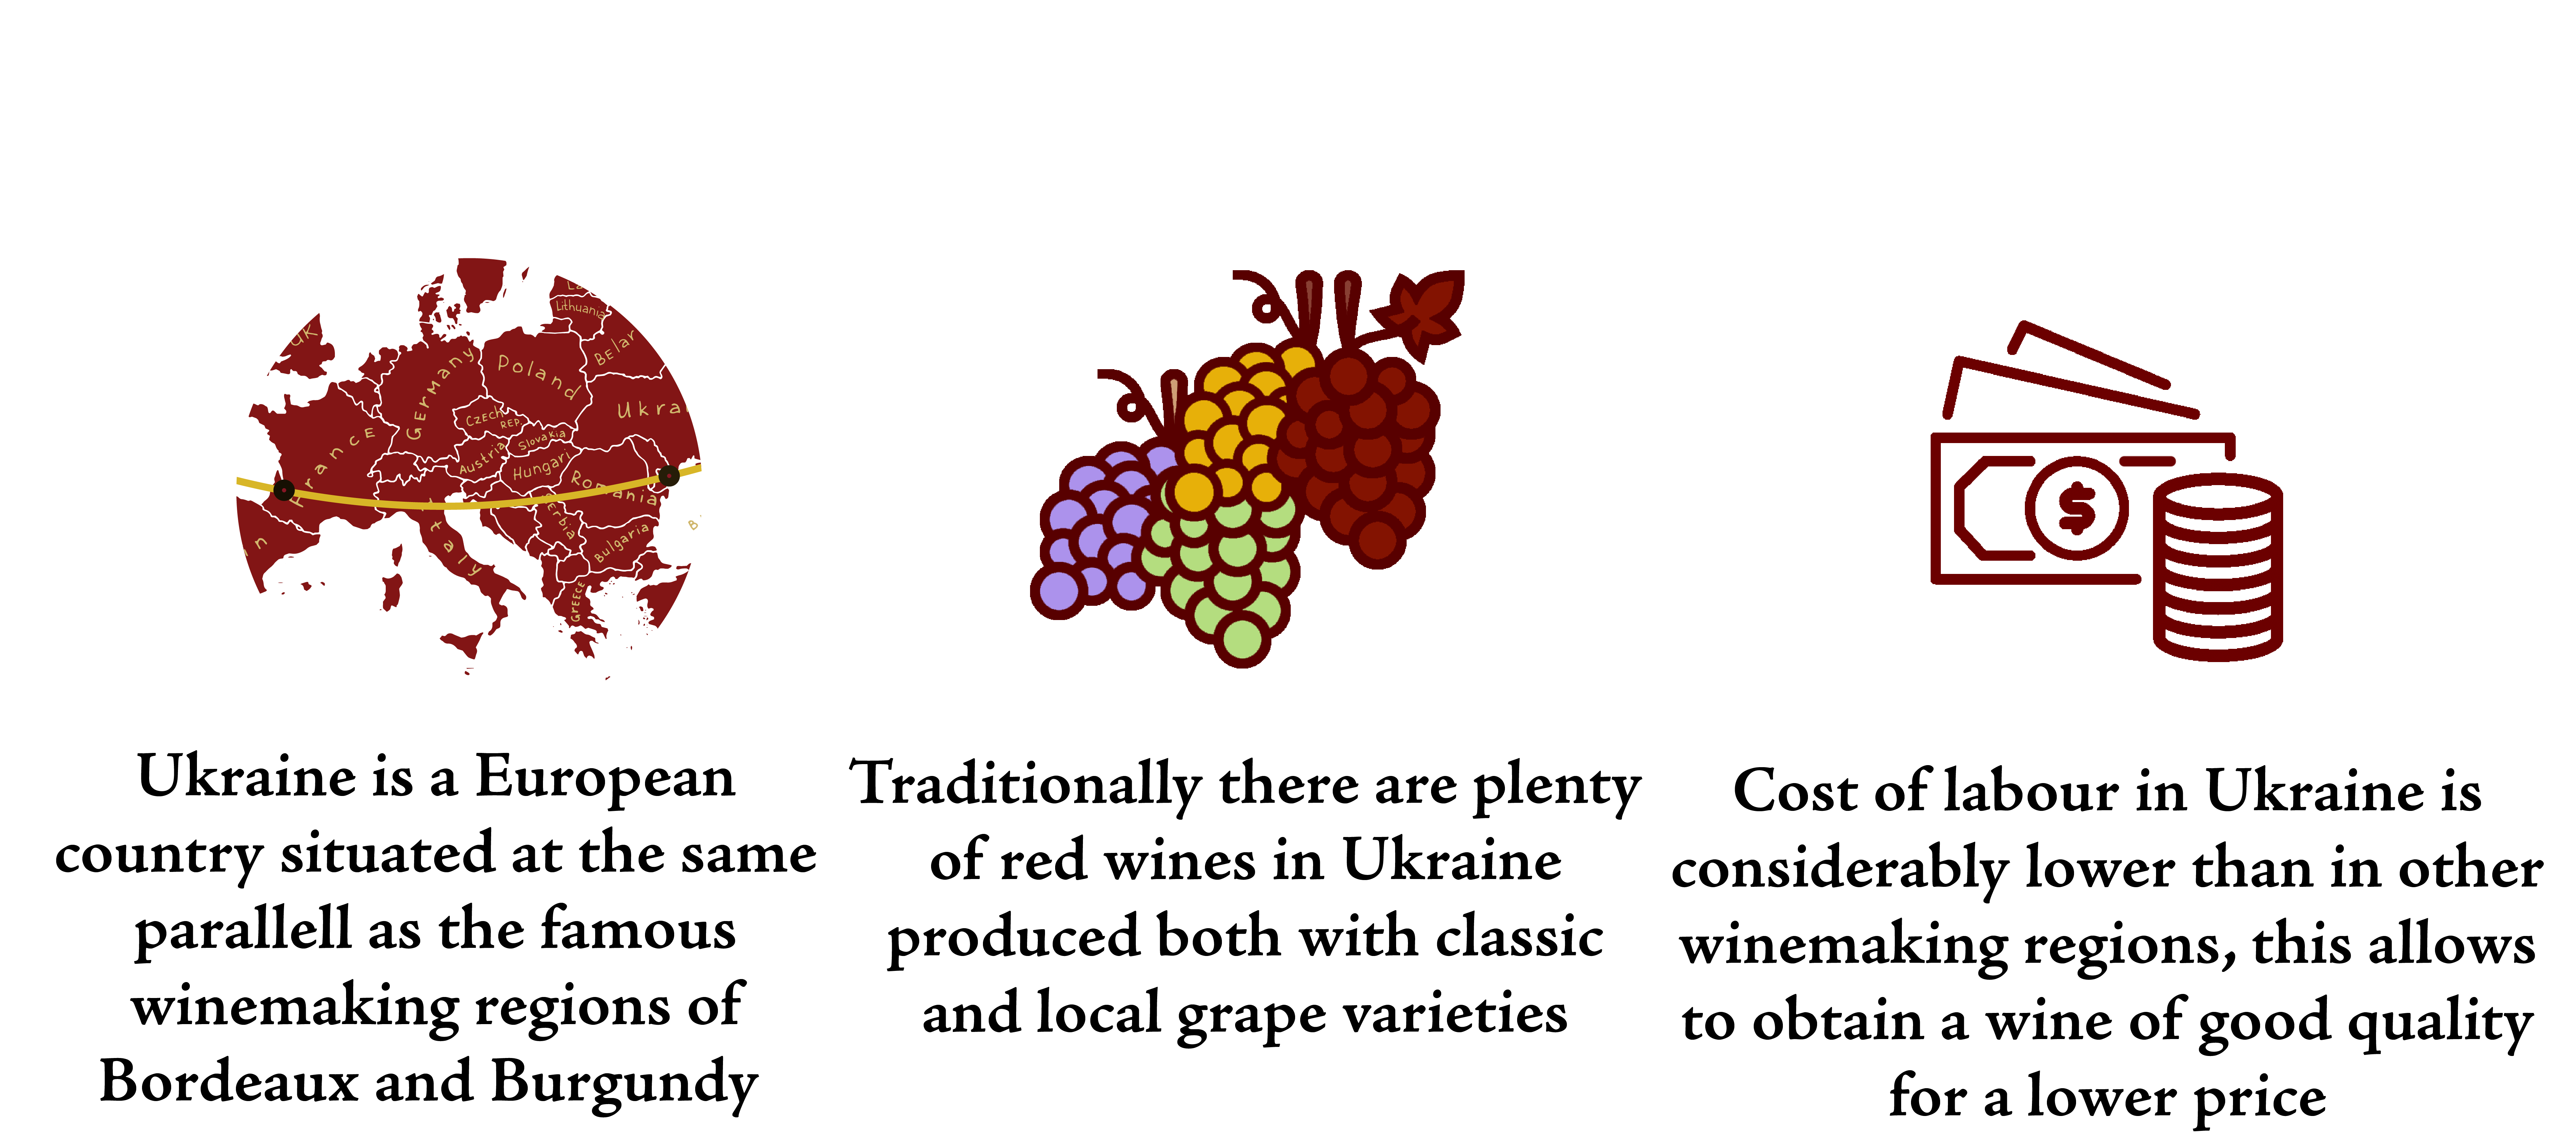 La
Lithuania
UK
Belar
Germany
Poland
Ukra
Czech
Rep.
France
Slovakia
Austria
Hungari
Romania
erbia
Italy
Bulgaria
B
n
Greece
$
Ukraine is a European
country situated at the same
parallell as the famous
winemaking regions of
Bordeaux and Burgundy
Traditionally there are plenty
of red wines in Ukraine
produced both with classic
and local grape varieties
Cost of labour in Ukraine is
considerably lower than in other
winemaking regions, this allows
to obtain a wine of good quality
for a lower price